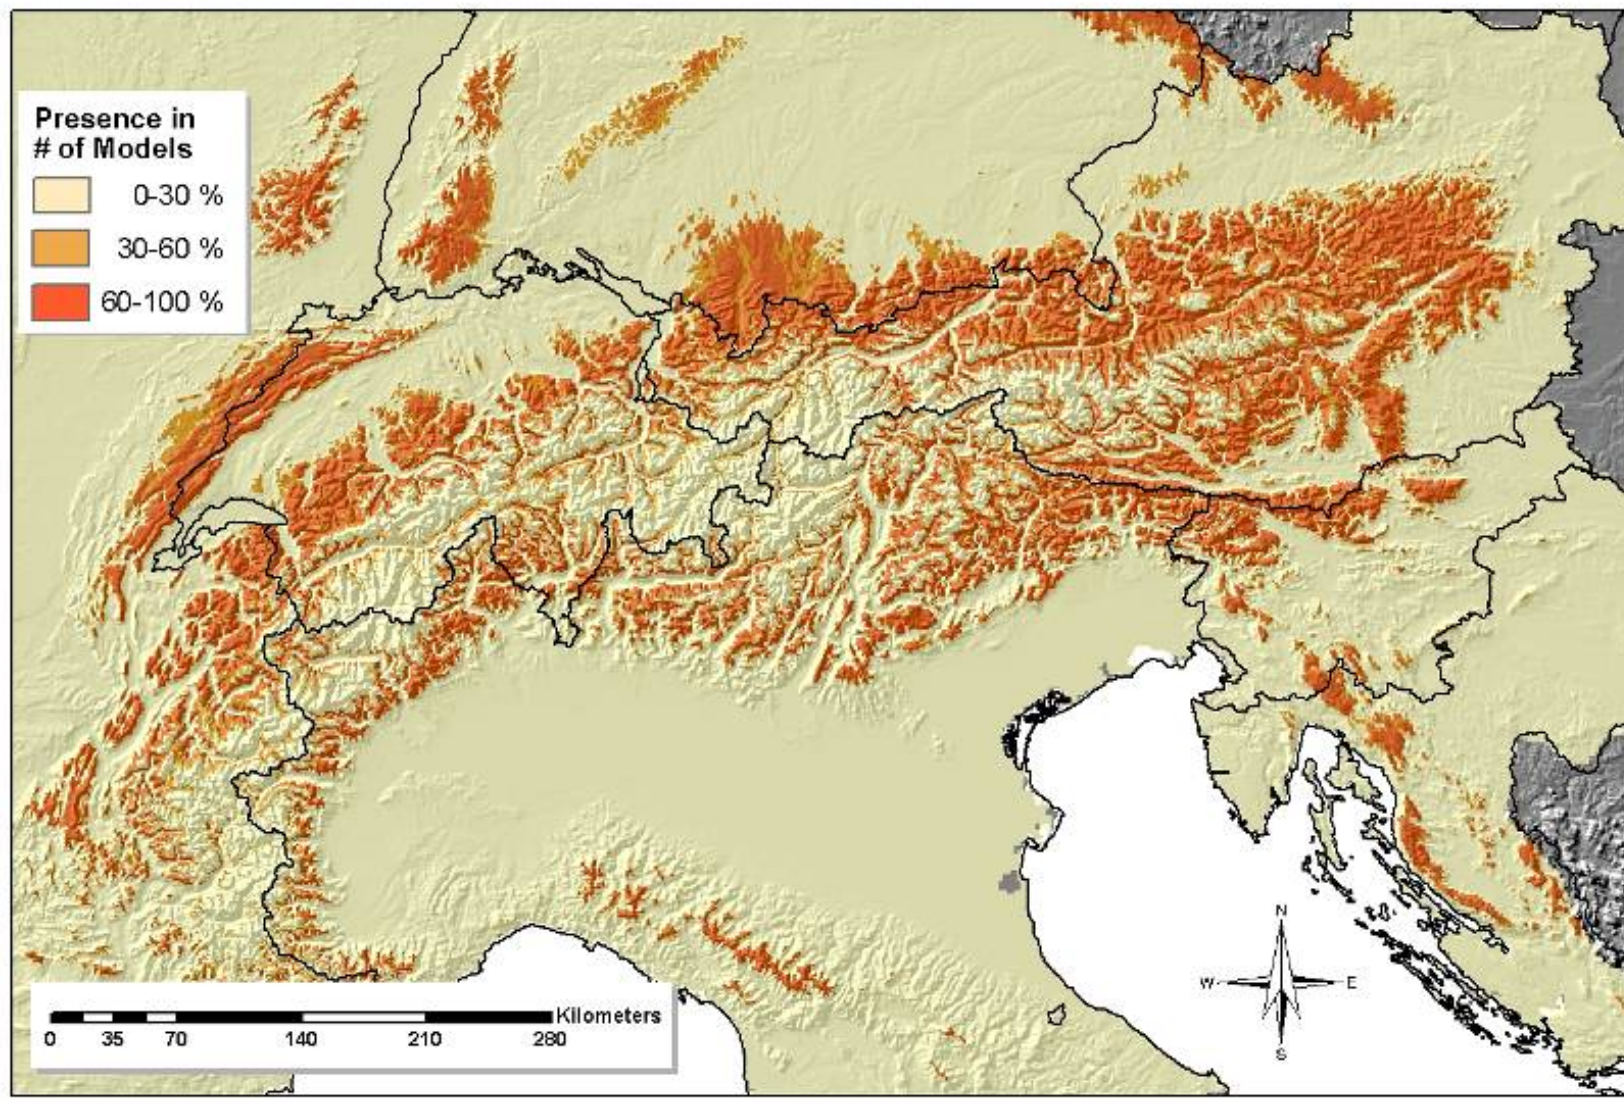 Presence in
# of Models
0-30 %
30-60 %
60-100 %
N
W E
S
Kilometers
0 35 70 140 210 280